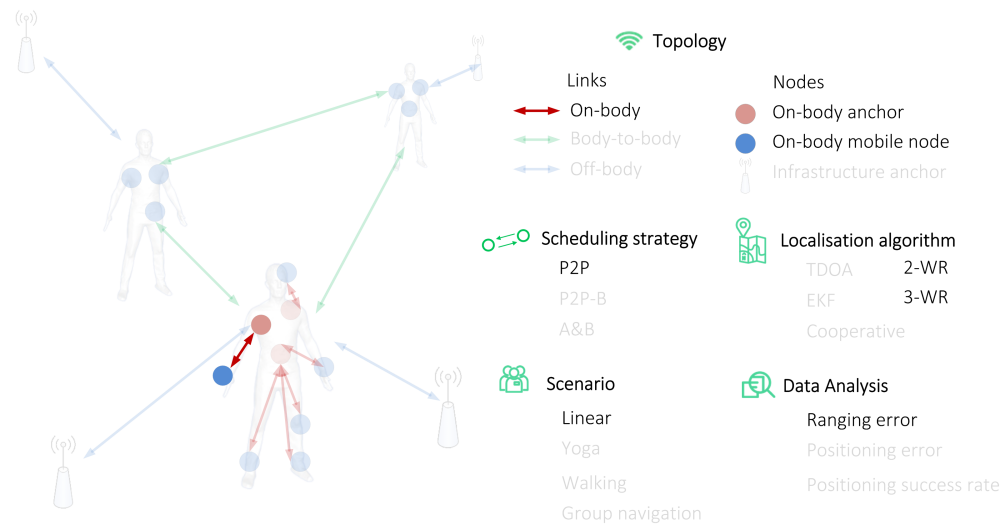 Topology
Links
On-body
Body-to-body
Off-body
Nodes
On-body anchor
On-body mobile node
Infrastructure anchor
Scheduling strategy
P2P
P2P-B
A&B
Localisation algorithm
TDOA 2-WR
EKF 3-WR
Cooperative
Scenario
Linear
Yoga
Walking
Group navigation
Data Analysis
Ranging error
Positioning error
Positioning success rate